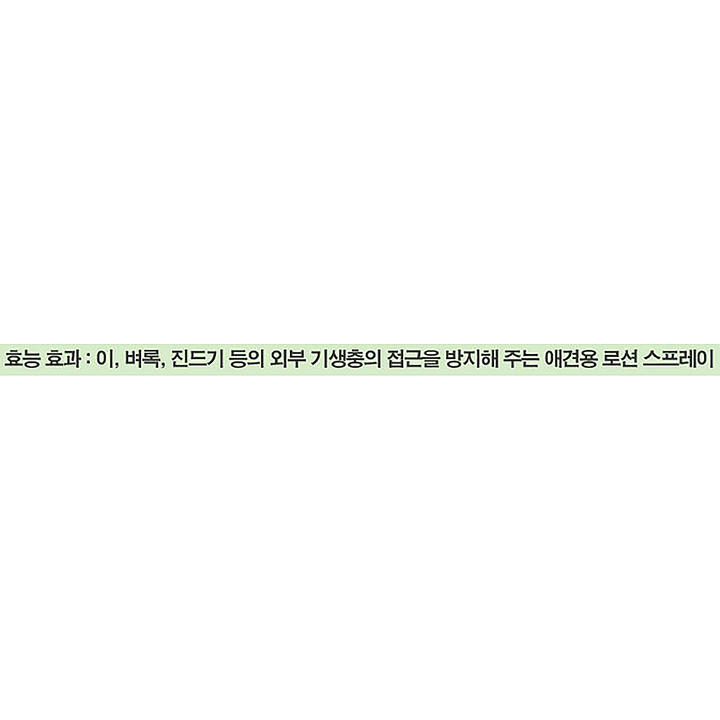 효능 효과 : 이, 벼록, 진드기 등의 외부 기생충의 접근을 방지해 주는 애견용 로션 스프레이